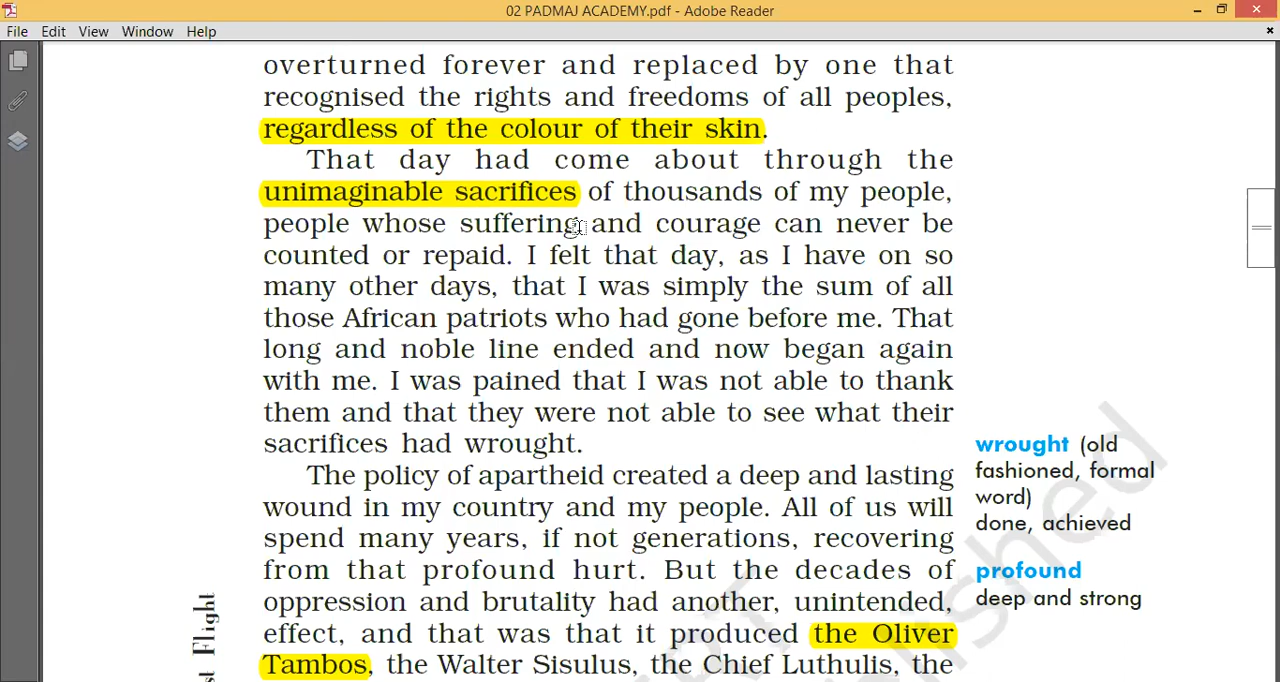 02 PADMAJ ACADEMY.pdf - Adobe Reader
File Edit View Window Help
overturned forever and replaced by one that
recognised the rights and freedoms of all peoples,
regardless of the colour of their skin.
That day had come about through the
unimaginable sacrifices of thousands of my people,
people whose suffering and courage can never be
counted or repaid. I felt that day, as I have on so
many other days, that I was simply the sum of all
those African patriots who had gone before me. That
long and noble line ended and now began again
with me. I was pained that I was not able to thank
them and that they were not able to see what their
sacrifices had wrought.
The policy of apartheid created a deep and lasting
wound in my country and my people. All of us will
spend many years, if not generations, recovering
from that profound hurt. But the decades of
oppression and brutality had another, unintended,
effect, and that was that it produced the Oliver
Tambos, the Walter Sisulus, the Chief Luthulis, the
wrought (old
fashioned, formal
word)
done, achieved
profound
deep and strong
st Flight
shed